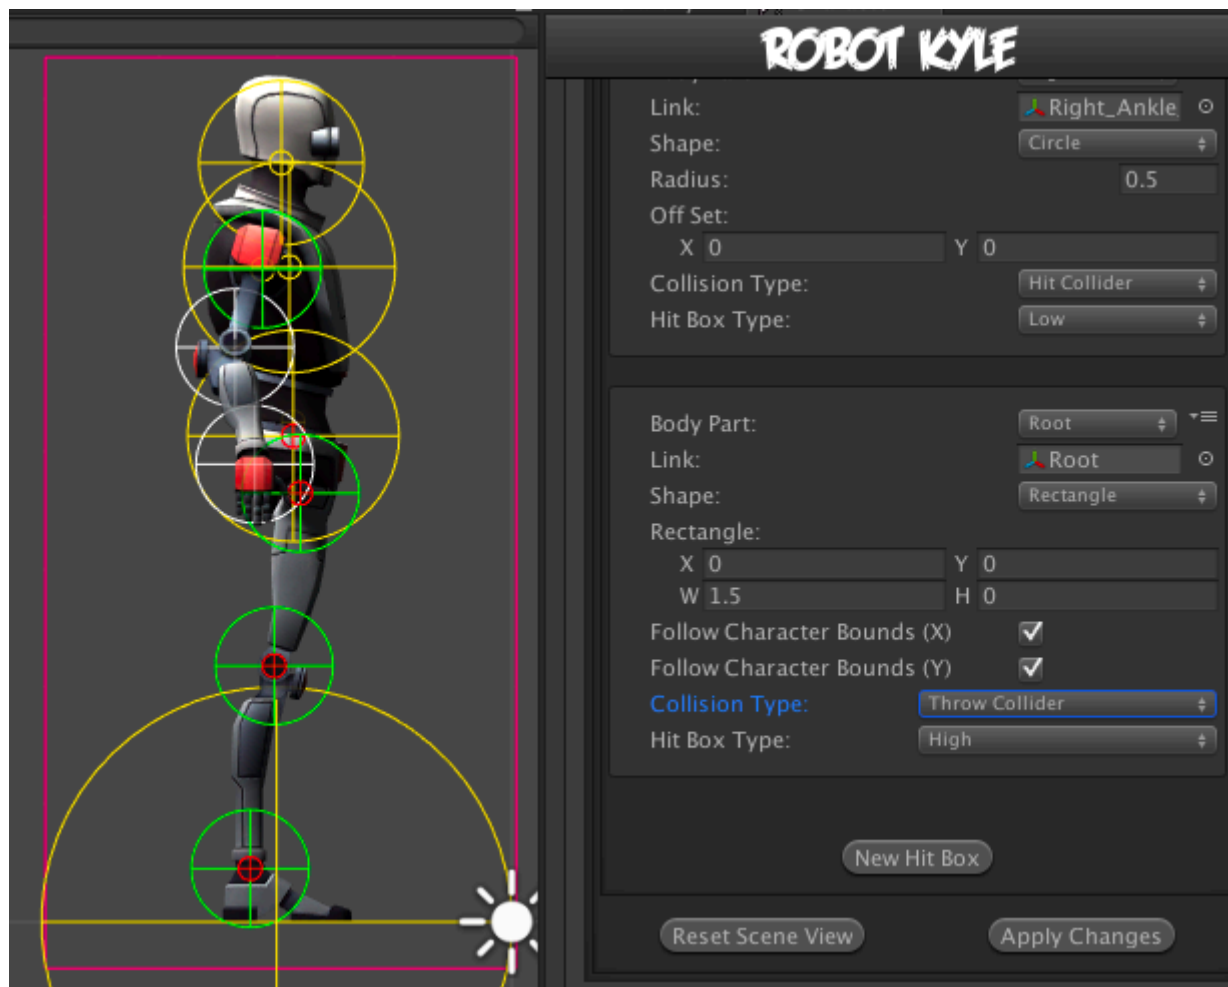 ROBOT KYLE
Link: Right_Ankle
Shape: Circle
Radius: 0.5
Off Set:
X 0 Y 0
Collision Type: Hit Collider
Hit Box Type: Low
Body Part: Root
Link: Root
Shape: Rectangle
Rectangle:
X 0 Y 0
W 1.5 H 0
Follow Character Bounds (X)
Follow Character Bounds (Y)
Collision Type: Throw Collider
Hit Box Type: High
New Hit Box
Reset Scene View Apply Changes